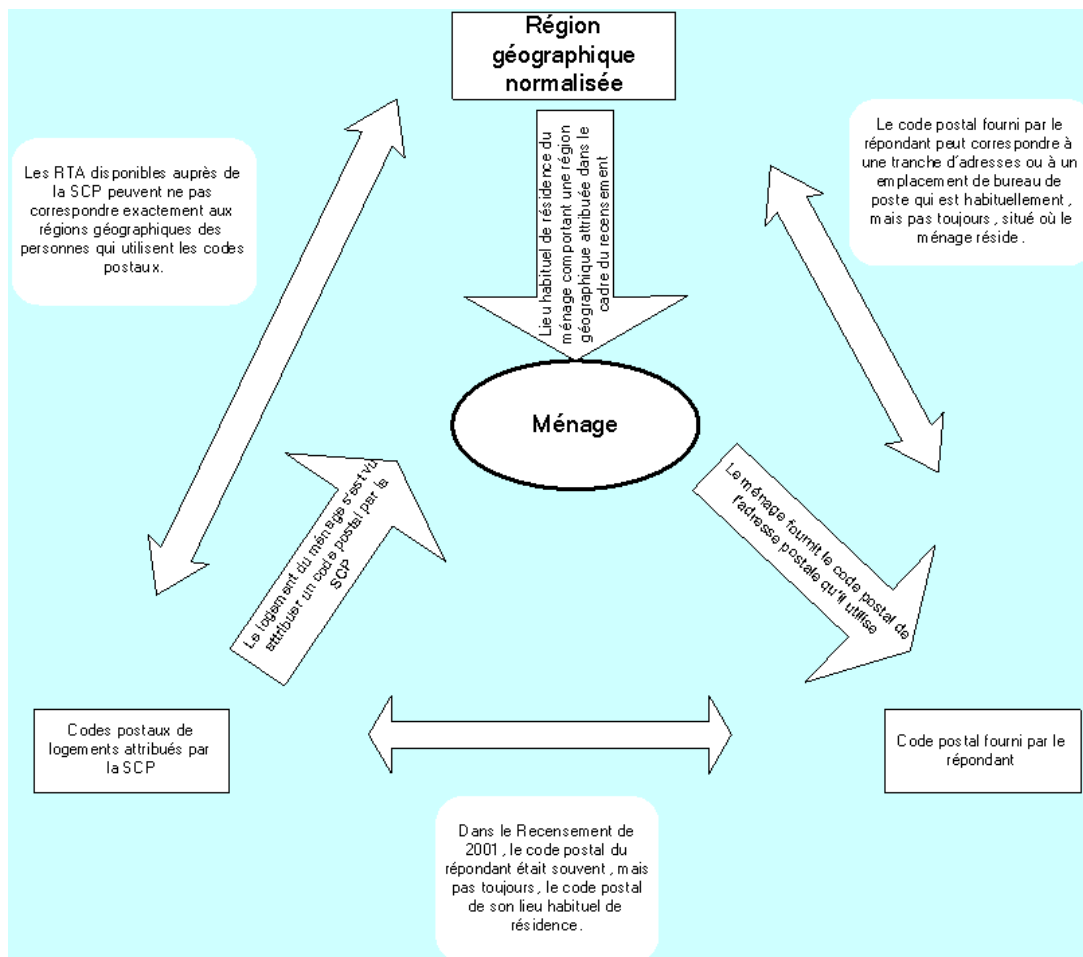 Région
géographique
normalisée
Lieu habituel de résidence du
ménage comportant une région
géographique attribuée dans le
cadre du recensement
Les RTA disponibles auprès de
la SCP peuvent ne pas
correspondre exactement aux
régions géographiques des
personnes qui utilisent les codes
postaux.
Le code postal fourni par le
répondant peut correspondre à
une tranche d'adresses ou à un
emplacement de bureau de
poste qui est habituellement,
mais pas toujours, situé où le
ménage réside.
Ménage
Le logement du ménage s'est vu
attribuer un code postal par la
SCP
Le ménage fournit le code postal de
l'adresse postale qu'il utilise
Codes postaux de
logements attribués par
la SCP
Code postal fourni par le
répondant
Dans le Recensement de
2001, le code postal du
répondant était souvent, mais
pas toujours, le code postal
de son lieu habituel de
résidence.